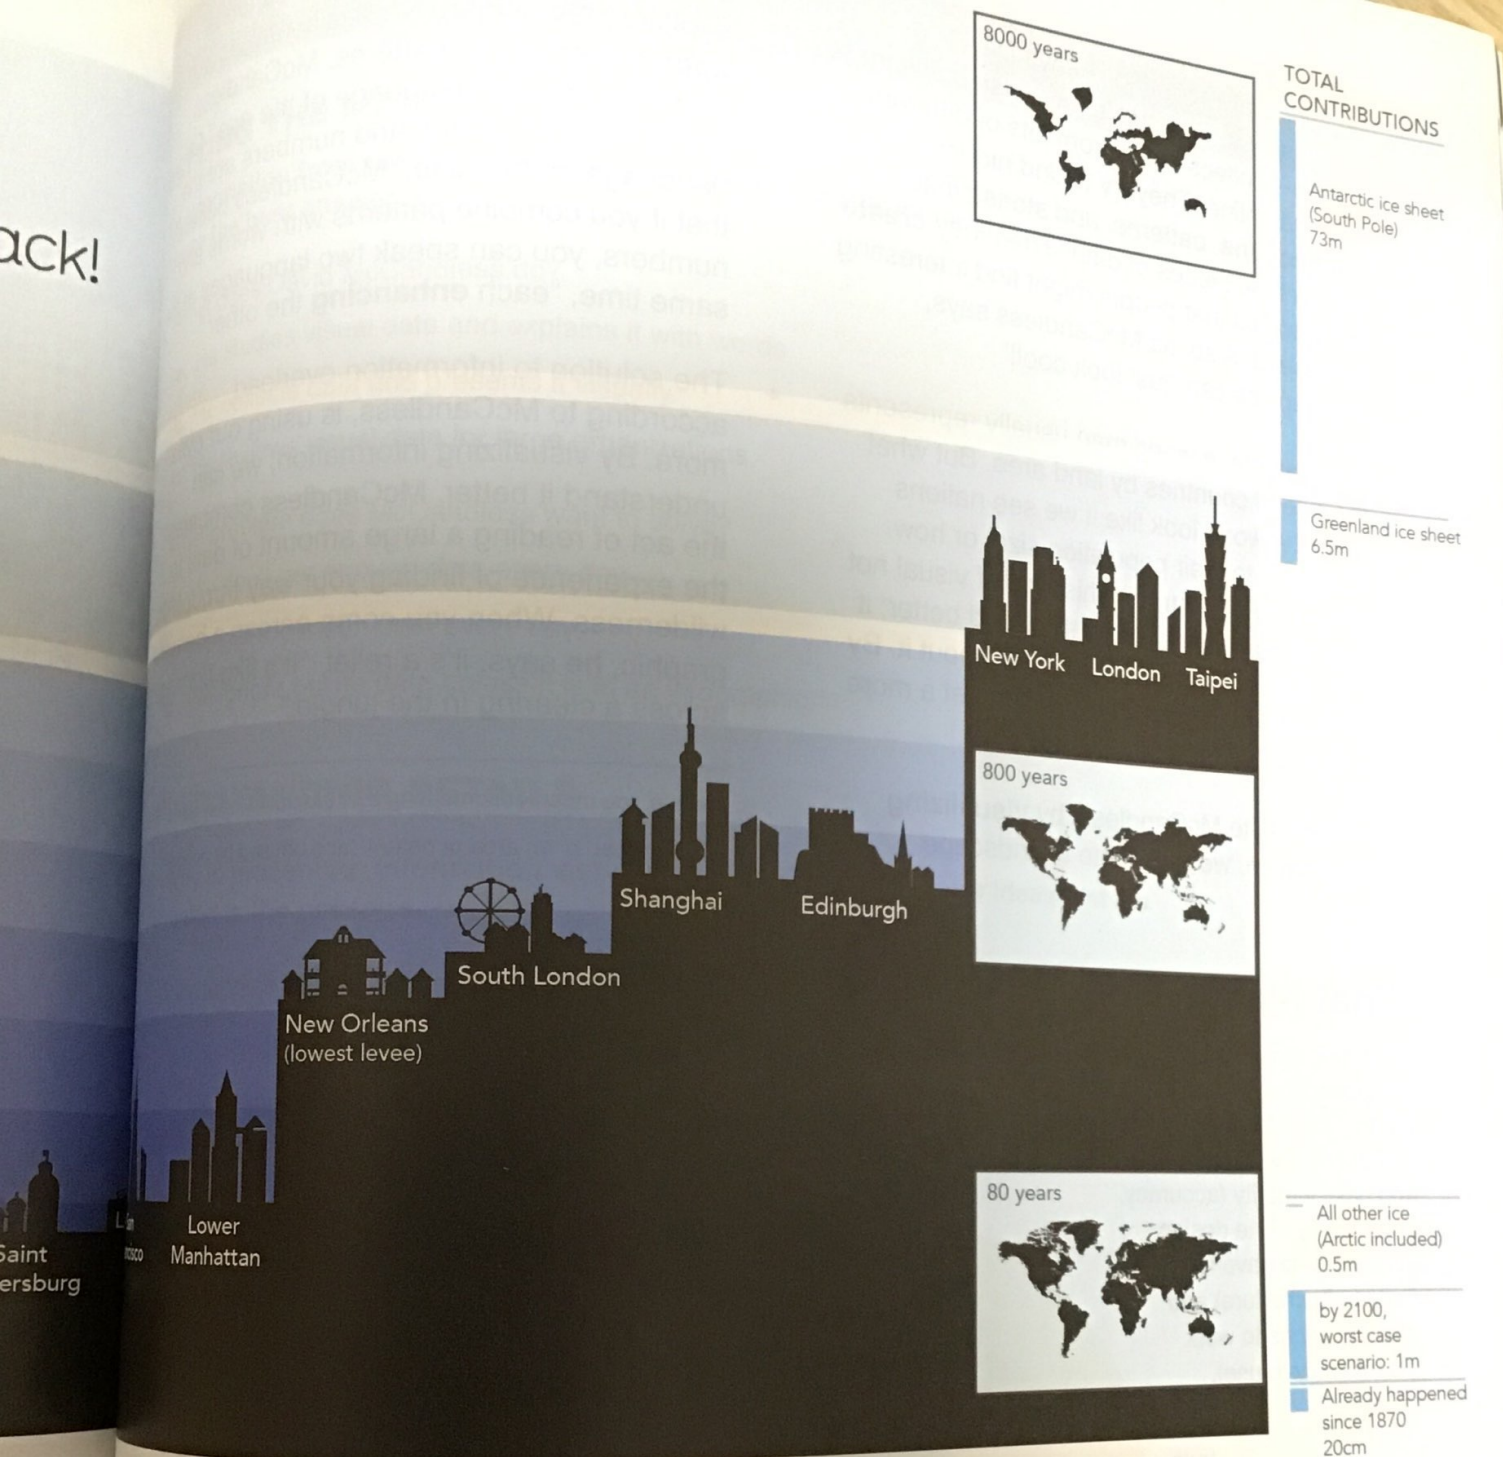 ack!
8000 years
TOTAL
CONTRIBUTIONS
Antarctic ice sheet
(South Pole)
73m
Greenland ice sheet
6.5m
New York London Taipei
800 years
Shanghai Edinburgh
South London
New Orleans
(lowest levee)
80 years
Lower
Manhattan
Saint
ersburg
All other ice
(Arctic included)
0.5m
by 2100,
worst case
scenario: 1m
Already happened
since 1870
20cm